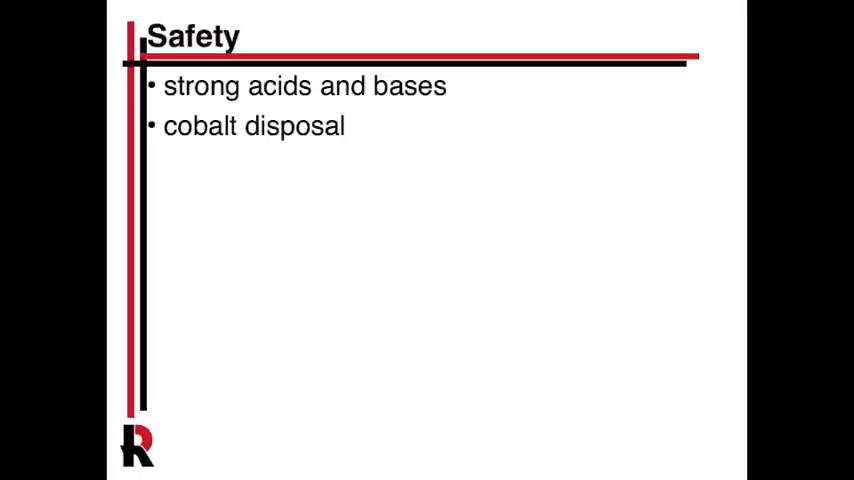 Safety
• strong acids and bases
• cobalt disposal
R